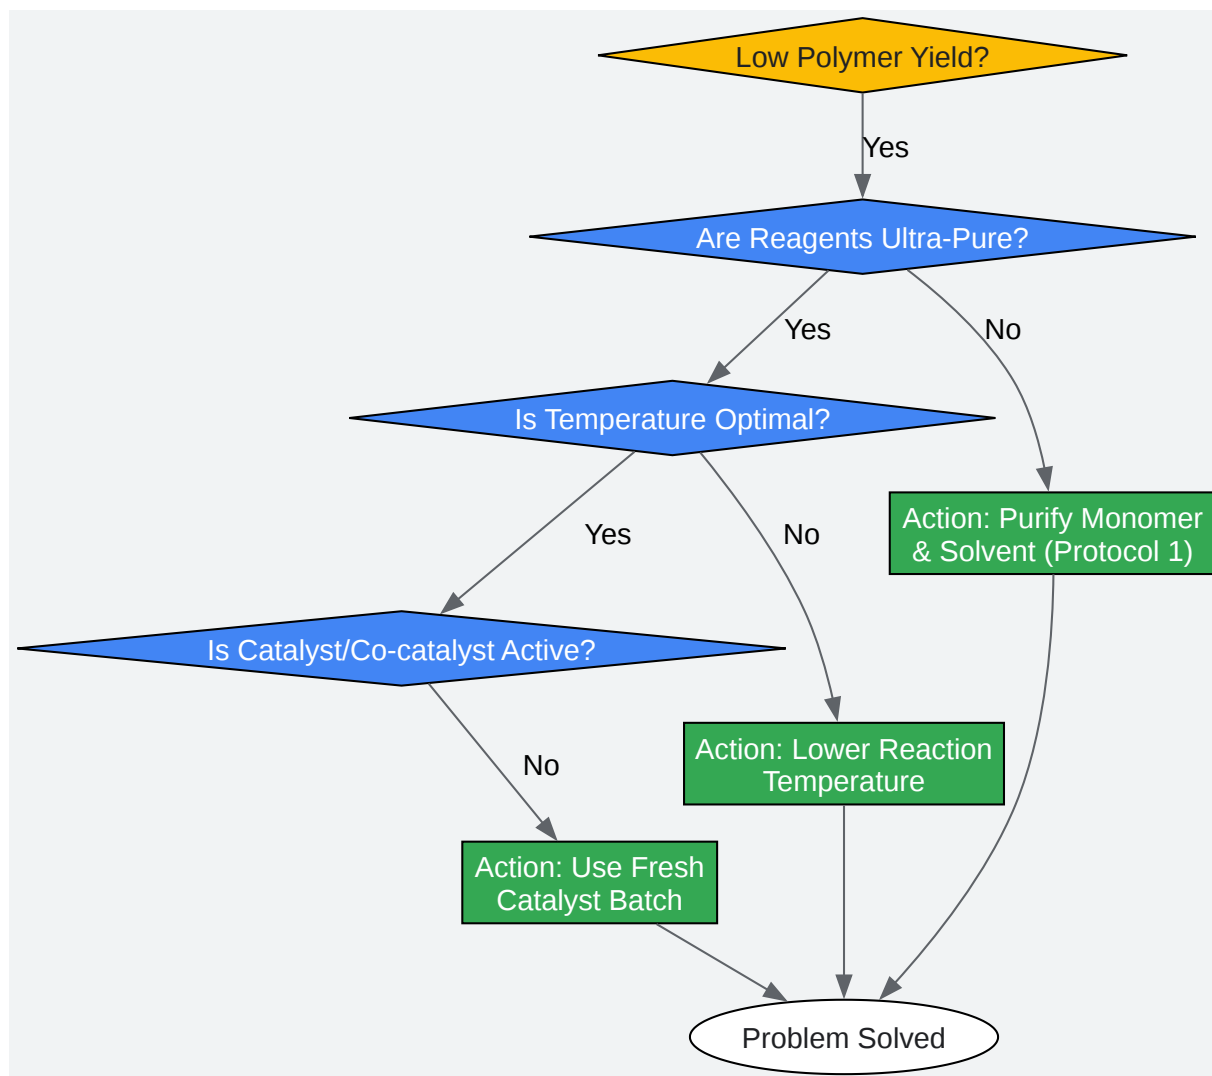 Low Polymer Yield?
Yes
Are Reagents Ultra-Pure?
Yes
No
Is Temperature Optimal?
Yes
No
Action: Purify Monomer
& Solvent (Protocol 1)
Is Catalyst/Co-catalyst Active?
No
Action: Lower Reaction
Temperature
Action: Use Fresh
Catalyst Batch
Problem Solved